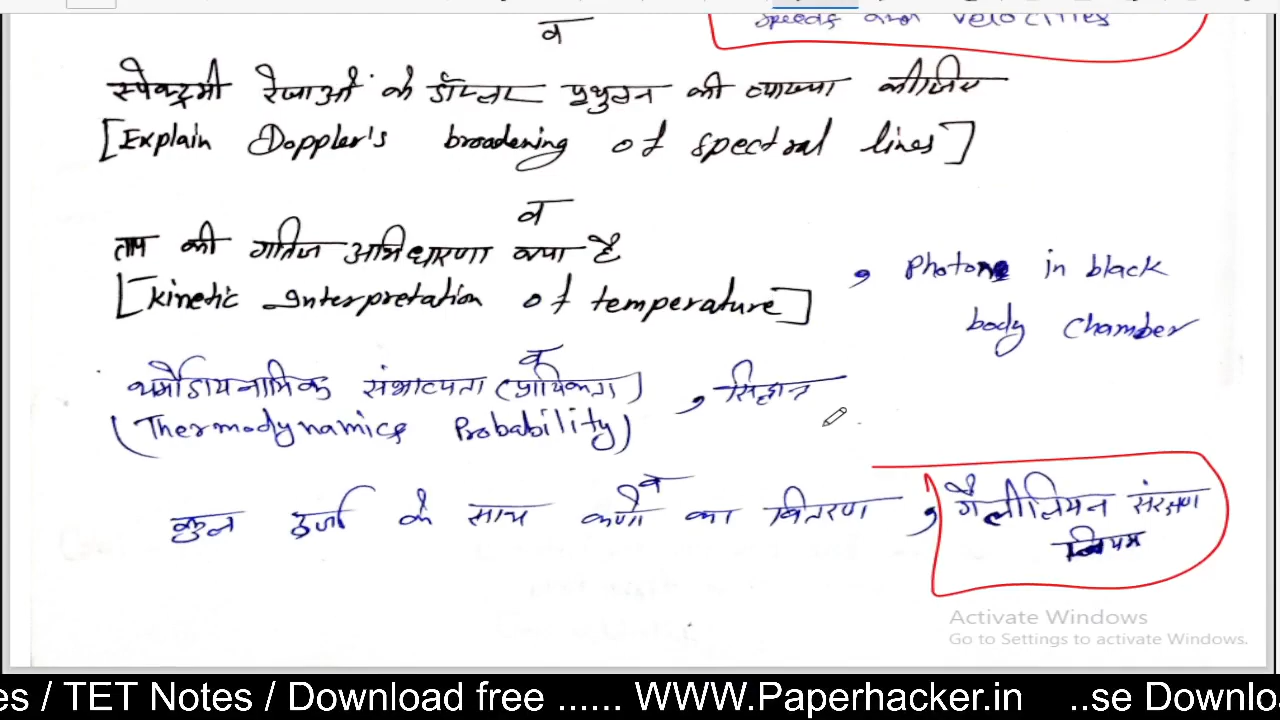 speeds and velocities
व
स्पेक्ट्रमी रेखाओं के डॉप्लर प्रथुलन की व्याख्या कीजिए
[Explain Doppler's broadening of spectral lines]
व
ताप की गतिज अभिधारणा क्या है
[kinetic Interpretation of temperature] , Photons in black
body Chamber
व
थर्मोडायनामिक संभाव्यता (प्रायिकता) , सिद्धान्त
(Thermodynamics Probability)
व
कुल ऊर्जा के साथ कणों का वितरण , गैलीलियन संरक्षण
नियम
Activate Windows
Go to Settings to activate Windows.
es / TET Notes / Download free ...... WWW.Paperhacker.in ..se Downlo